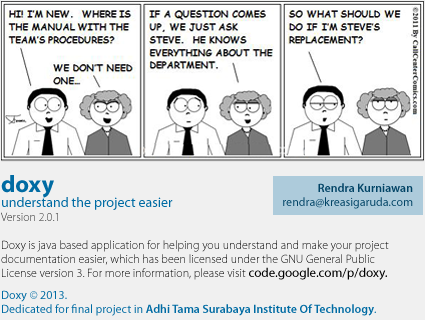 HI! I'M NEW. WHERE IS
THE MANUAL WITH THE
TEAM'S PROCEDURES?
WE DON'T NEED
ONE...
IF A QUESTION COMES
UP, WE JUST ASK
STEVE. HE KNOWS
EVERYTHING ABOUT THE
DEPARTMENT.
SO WHAT SHOULD WE
DO IF I'M STEVE'S
REPLACEMENT?
©2011 By CallCenterComics.com
doxy
understand the project easier
Version 2.0.1
Rendra Kurniawan
rendra@kreasigaruda.com
Doxy is java based application for helping you understand and make your project
documentation easier, which has been licensed under the GNU General Public
License version 3. For more information, please visit code.google.com/p/doxy.
Doxy © 2013.
Dedicated for final project in Adhi Tama Surabaya Institute Of Technology.